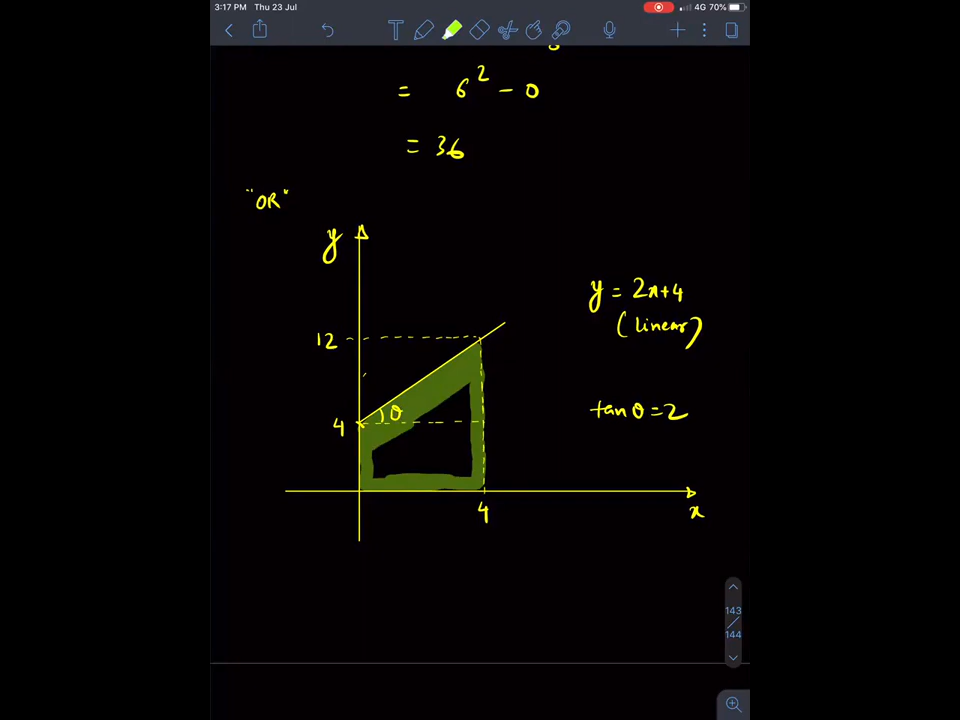 3:17 PM Thu 23 Jul
4G 70%
T
= 6² - 0
= 36
"OR"
y
y = 2x+4
(linear)
12
θ
tan θ = 2
4
4
x
143
144